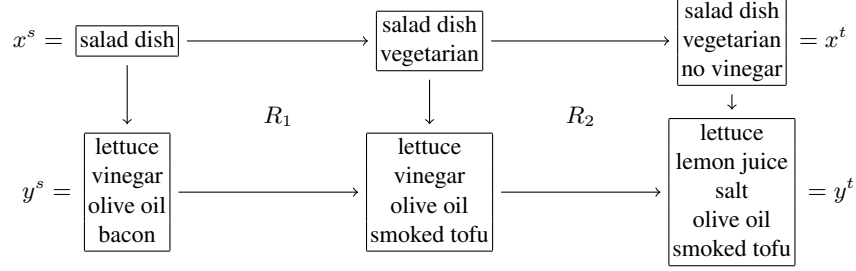 x^s = salad dish
salad dish
vegetarian
salad dish
vegetarian
no vinegar
= x^t
R_1
R_2
y^s =
lettuce
vinegar
olive oil
bacon
lettuce
vinegar
olive oil
smoked tofu
lettuce
lemon juice
salt
olive oil
smoked tofu
= y^t